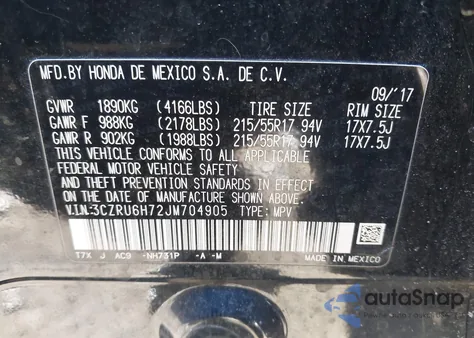 MFD.BY HONDA DE MEXICO S.A. DE C.V.
09/'17
GVWR 1890KG (4166LBS) TIRE SIZE RIM SIZE
GAWR F 988KG (2178LBS) 215/55R17 94V 17X7.5J
GAWR R 902KG (1988LBS) 215/55R17 94V 17X7.5J
THIS VEHICLE CONFORMS TO ALL APPLICABLE
FEDERAL MOTOR VEHICLE SAFETY AND
THEFT PREVENTION STANDARDS IN EFFECT
ON THE DATE OF MANUFACTURE SHOWN ABOVE.
V.I.N:3CZRU6H72JM704905 TYPE: MPV
T7X J AC9 -NH731P -A -M MADE IN MEXICO
autoSnap